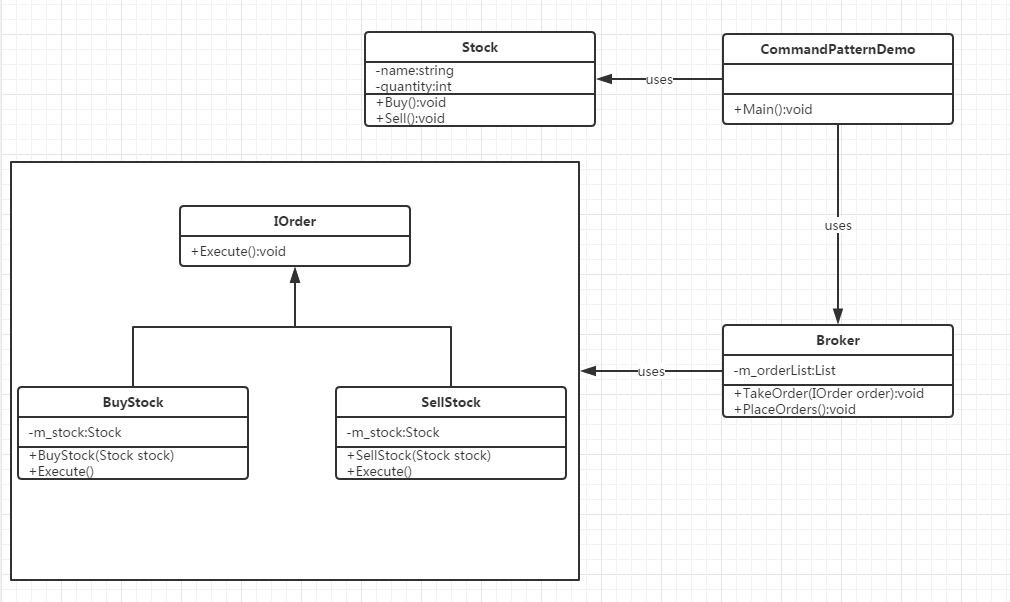 Stock
-name:string
-quantity:int
+Buy():void
+Sell():void
uses
CommandPatternDemo
+Main():void
uses
IOrder
+Execute():void
BuyStock
-m_stock:Stock
+BuyStock(Stock stock)
+Execute()
SellStock
-m_stock:Stock
+SellStock(Stock stock)
+Execute()
uses
Broker
-m_orderList:List
+TakeOrder(IOrder order):void
+PlaceOrders():void